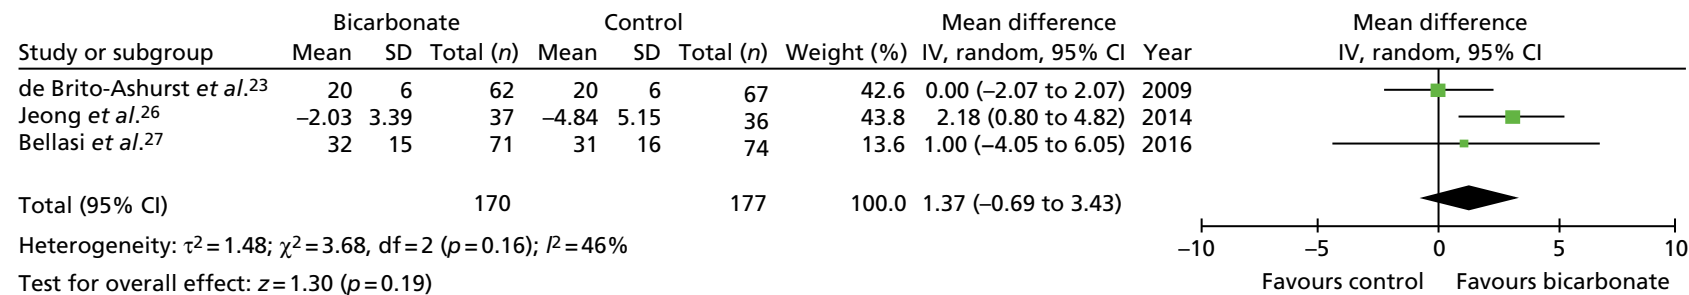 Bicarbonate Control Mean difference Mean difference
Study or subgroup Mean SD Total (n) Mean SD Total (n) Weight (%) IV, random, 95% CI Year IV, random, 95% CI
de Brito-Ashurst et al.23 20 6 62 20 6 67 42.6 0.00 (–2.07 to 2.07) 2009
Jeong et al.26 –2.03 3.39 37 –4.84 5.15 36 43.8 2.18 (0.80 to 4.82) 2014
Bellasi et al.27 32 15 71 31 16 74 13.6 1.00 (–4.05 to 6.05) 2016
Total (95% CI) 170 177 100.0 1.37 (–0.69 to 3.43)
Heterogeneity: τ2=1.48; χ2=3.68, df=2 (p=0.16); I2=46%
–10 –5 0 5 10
Test for overall effect: z=1.30 (p=0.19)
Favours control Favours bicarbonate